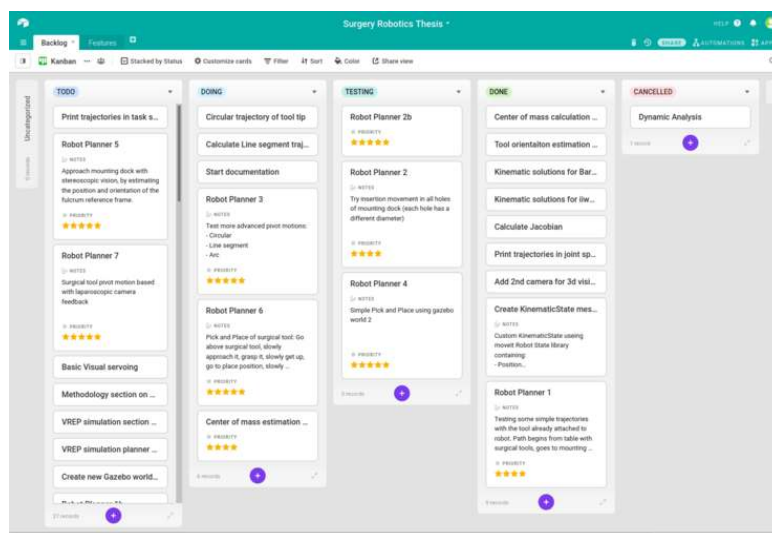 Surgery Robotics Thesis
HELP
Backlog
Features
SHARE
AUTOMATIONS
Kanban
Stacked by Status
Customize cards
Filter
Sort
Color
Share view
Uncategorized
TODO
Print trajectories in task s...
Robot Planner 5
NOTES
Approach mounting dock with
stereoscopic vision, by estimating
the position and orientation of the
fulcrum reference frame.
PRIORITY
Robot Planner 7
NOTES
Surgical tool pivot motion based
with laparoscopic camera
feedback
PRIORITY
Basic Visual servoing
Methodology section on ...
VREP simulation section ...
VREP simulation planner ...
Create new Gazebo world...
DOING
Circular trajectory of tool tip
Calculate Line segment traj...
Start documentation
Robot Planner 3
NOTES
Test more advanced pivot motions:
- Circular
- Line segment
- Arc
PRIORITY
Robot Planner 6
NOTES
Pick and Place of surgical tool: Go
above surgical tool, slowly
approach it, grasp it, slowly get up,
go to place position, slowly ...
PRIORITY
Center of mass estimation ...
PRIORITY
6 records
TESTING
Robot Planner 2b
PRIORITY
Robot Planner 2
NOTES
Try insertion movement in all holes
of mounting dock (each hole has a
different diameter)
PRIORITY
Robot Planner 4
NOTES
Simple Pick and Place using gazebo
world 2
PRIORITY
3 records
DONE
Center of mass calculation ...
Tool orientaiton estimation ...
Kinematic solutions for Bar...
Kinematic solutions for iiw...
Calculate Jacobian
Print trajectories in joint sp...
Add 2nd camera for 3d visi...
Create KinematicState mes...
NOTES
Custom KinematicState useing
moveit Robot State library
containing:
- Position...
Robot Planner 1
NOTES
Testing some simple trajectories
with the tool already attached to
robot. Path begins from table with
surgical tools, goes to mounting ...
PRIORITY
9 records
CANCELLED
Dynamic Analysis
1 record